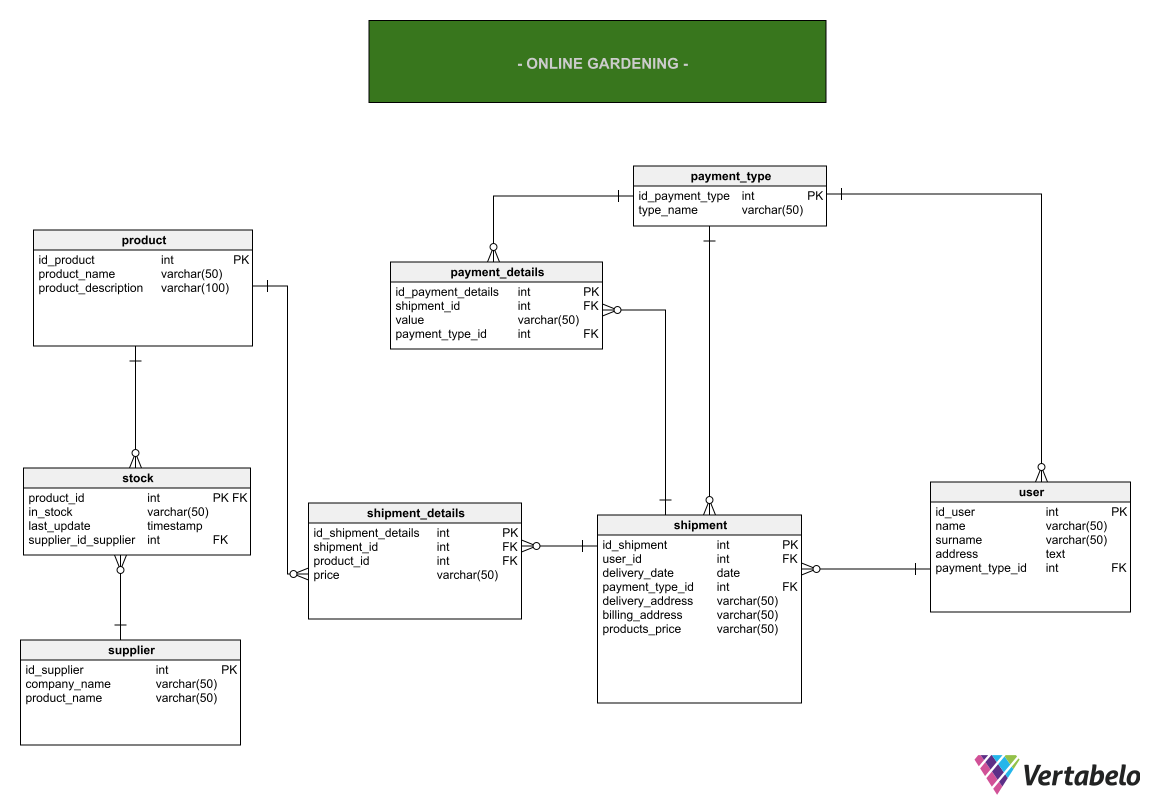 - ONLINE GARDENING -
payment_type
id_payment_type int PK
type_name varchar(50)
product
id_product int PK
product_name varchar(50)
product_description varchar(100)
payment_details
id_payment_details int PK
shipment_id int FK
value varchar(50)
payment_type_id int FK
stock
product_id int PK FK
in_stock varchar(50)
last_update timestamp
supplier_id_supplier int FK
shipment_details
id_shipment_details int PK
shipment_id int FK
product_id int FK
price varchar(50)
shipment
id_shipment int PK
user_id int FK
delivery_date date
payment_type_id int FK
delivery_address varchar(50)
billing_address varchar(50)
products_price varchar(50)
user
id_user int PK
name varchar(50)
surname varchar(50)
address text
payment_type_id int FK
supplier
id_supplier int PK
company_name varchar(50)
product_name varchar(50)
Vertabelo